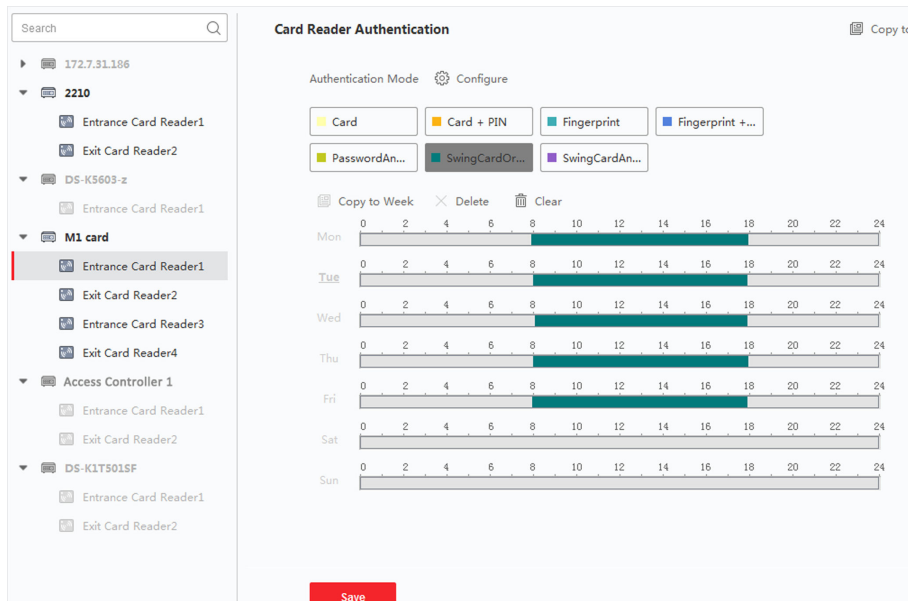 Search
172.7.31.186
2210
Entrance Card Reader1
Exit Card Reader2
DS-K5603-z
Entrance Card Reader1
M1 card
Entrance Card Reader1
Exit Card Reader2
Entrance Card Reader3
Exit Card Reader4
Access Controller 1
Entrance Card Reader1
Exit Card Reader2
DS-K1T501SF
Entrance Card Reader1
Exit Card Reader2
Card Reader Authentication
Copy to
Authentication Mode Configure
Card Card + PIN Fingerprint Fingerprint +...
PasswordAn... SwingCardOr... SwingCardAn...
Copy to Week Delete Clear
0 2 4 6 8 10 12 14 16 18 20 22 24
Mon
0 2 4 6 8 10 12 14 16 18 20 22 24
Tue
0 2 4 6 8 10 12 14 16 18 20 22 24
Wed
0 2 4 6 8 10 12 14 16 18 20 22 24
Thu
0 2 4 6 8 10 12 14 16 18 20 22 24
Fri
0 2 4 6 8 10 12 14 16 18 20 22 24
Sat
0 2 4 6 8 10 12 14 16 18 20 22 24
Sun
Save